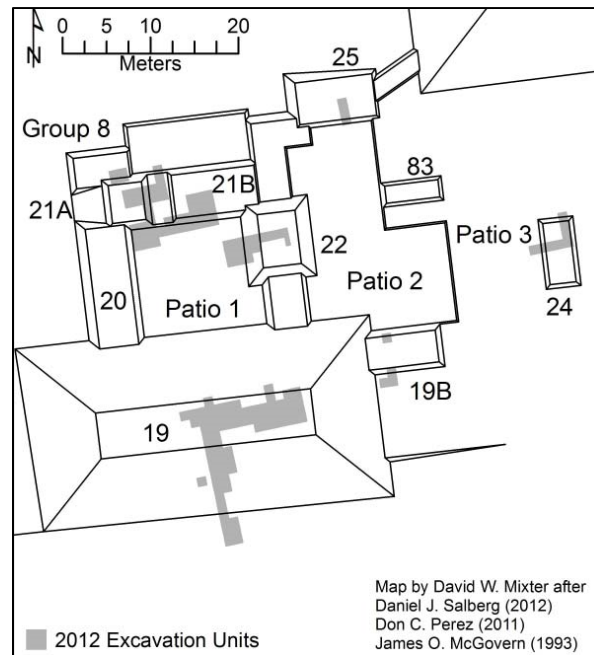 N
0 5 10 20
Meters
25
Group 8
83
21B
21A
Patio 3
22
20
Patio 1
Patio 2
24
19B
19
Map by David W. Mixter after
Daniel J. Salberg (2012)
Don C. Perez (2011)
James O. McGovern (1993)
2012 Excavation Units